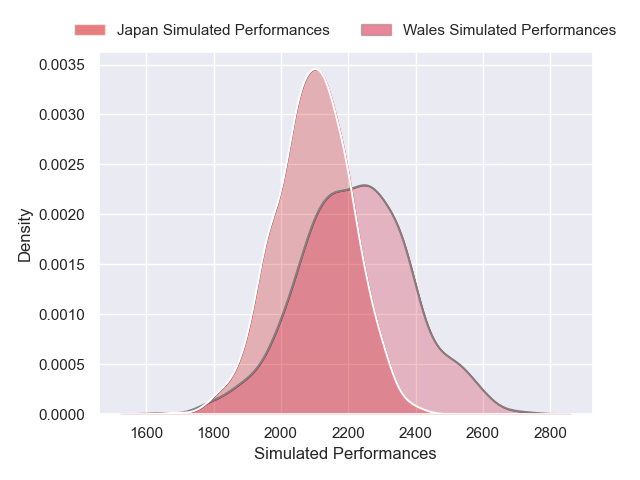 Japan Simulated Performances Wales Simulated Performances
0.0035
0.0030
0.0025
0.0020
0.0015
0.0010
0.0005
0.0000
Density
1600 1800 2000 2200 2400 2600 2800
Simulated Performances